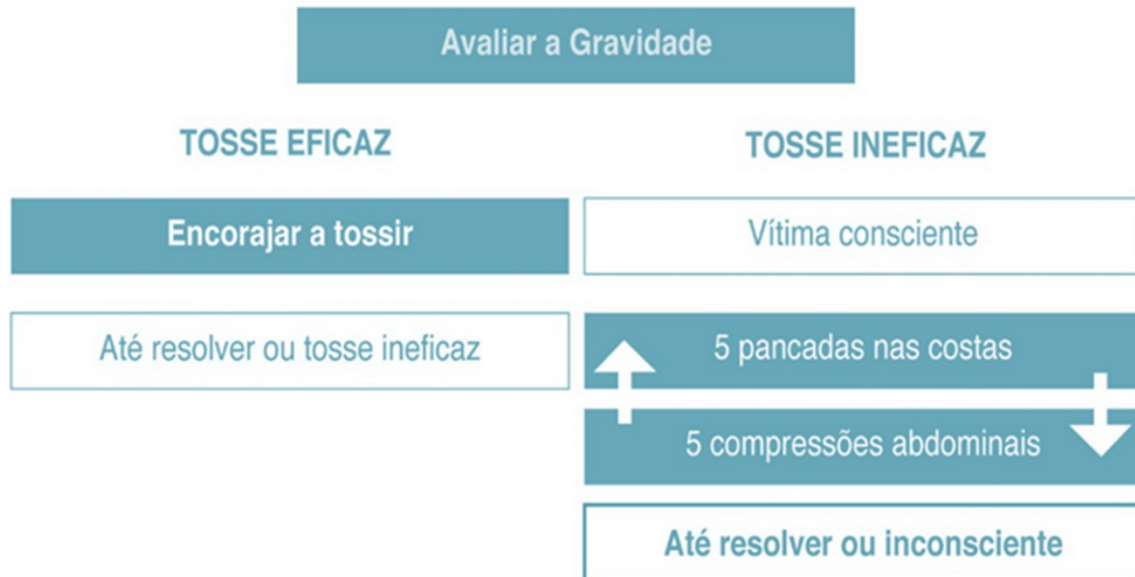 Avaliar a Gravidade
TOSSE EFICAZ
Encorajar a tossir
Até resolver ou tosse ineficaz
TOSSE INEFICAZ
Vítima consciente
5 pancadas nas costas
5 compressões abdominais
Até resolver ou inconsciente